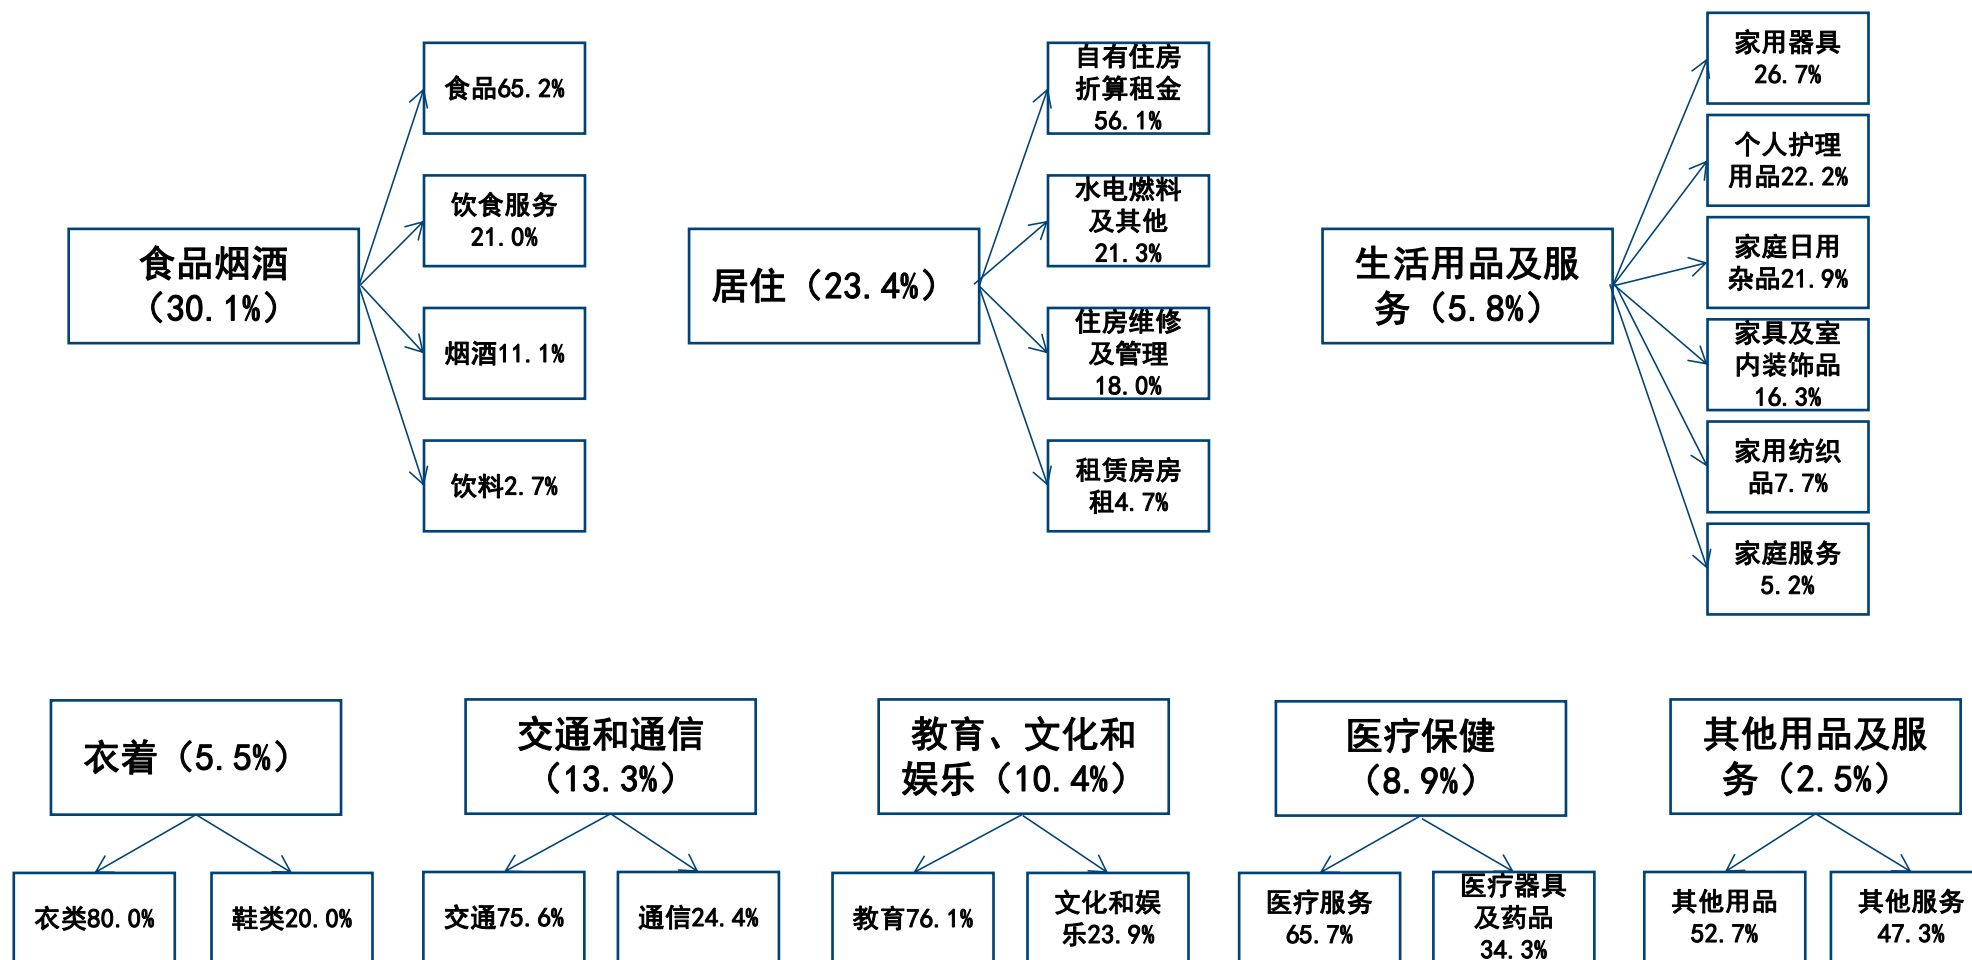 食品烟酒
（30.1%）
食品65.2%
饮食服务
21.0%
烟酒11.1%
饮料2.7%
居住（23.4%）
自有住房
折算租金
56.1%
水电燃料
及其他
21.3%
住房维修
及管理
18.0%
租赁房房
租4.7%
生活用品及服
务（5.8%）
家用器具
26.7%
个人护理
用品22.2%
家庭日用
杂品21.9%
家具及室
内装饰品
16.3%
家用纺织
品7.7%
家庭服务
5.2%
衣着（5.5%）
衣类80.0%
鞋类20.0%
交通和通信
（13.3%）
交通75.6%
通信24.4%
教育、文化和
娱乐（10.4%）
教育76.1%
文化和娱
乐23.9%
医疗保健
（8.9%）
医疗服务
65.7%
医疗器具
及药品
34.3%
其他用品及服
务（2.5%）
其他用品
52.7%
其他服务
47.3%